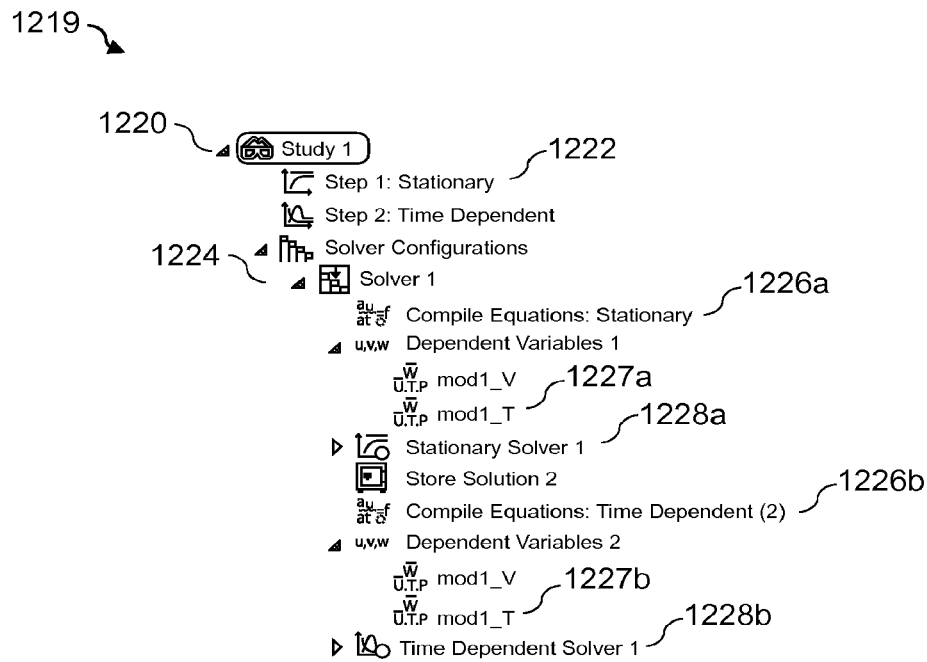 1219
1220
Study 1
1222
Step 1: Stationary
Step 2: Time Dependent
Solver Configurations
1224
Solver 1
1226a
Compile Equations: Stationary
u,v,w Dependent Variables 1
U.T.P W mod1_V
1227a
U.T.P W mod1_T
1228a
Stationary Solver 1
Store Solution 2
1226b
Compile Equations: Time Dependent (2)
u,v,w Dependent Variables 2
U.T.P W mod1_V
1227b
U.T.P W mod1_T
1228b
Time Dependent Solver 1